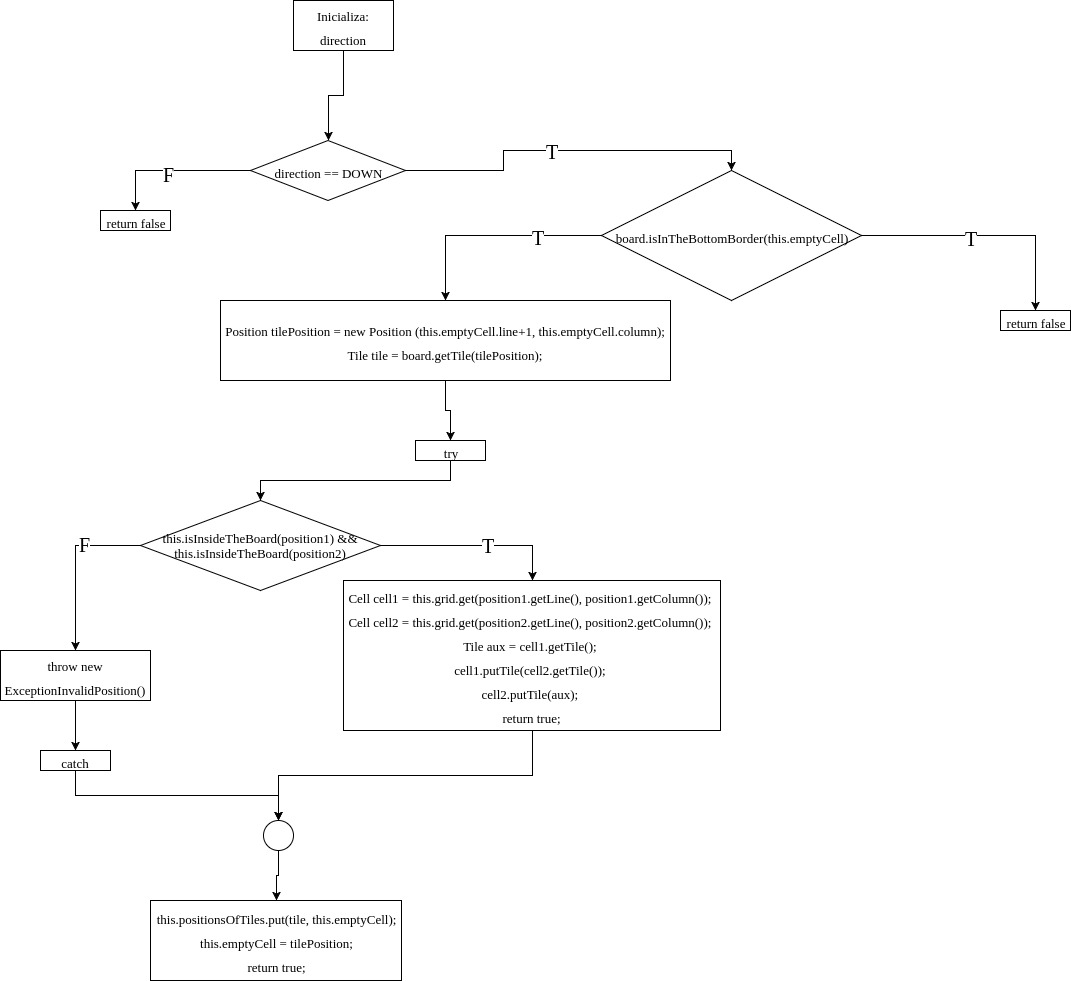 Inicializa:
direction
T
F
direction == DOWN
return false
T
board.isInTheBottomBorder(this.emptyCell)
T
return false
Position tilePosition = new Position (this.emptyCell.line+1, this.emptyCell.column);
Tile tile = board.getTile(tilePosition);
try
F
this.isInsideTheBoard(position1) &&
this.isInsideTheBoard(position2)
T
Cell cell1 = this.grid.get(position1.getLine(), position1.getColumn());
Cell cell2 = this.grid.get(position2.getLine(), position2.getColumn());
Tile aux = cell1.getTile();
cell1.putTile(cell2.getTile());
cell2.putTile(aux);
return true;
throw new
ExceptionInvalidPosition()
catch
this.positionsOfTiles.put(tile, this.emptyCell);
this.emptyCell = tilePosition;
return true;